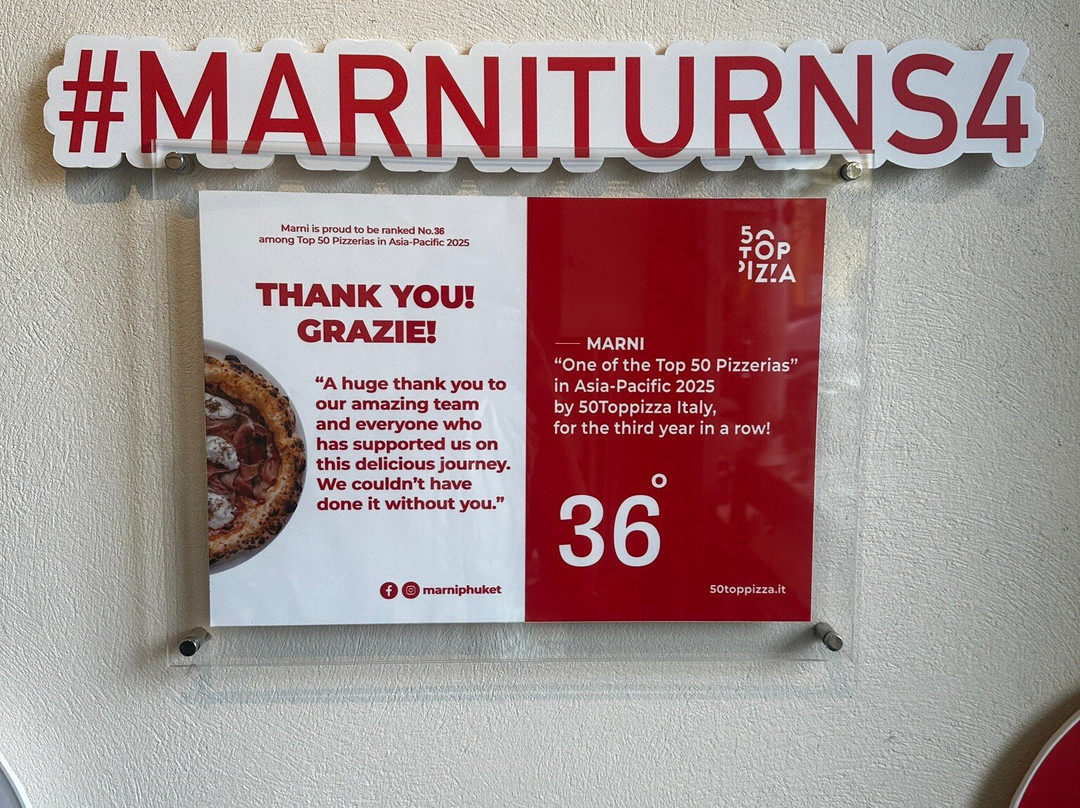 #MARNITURNS4
Marni is proud to be ranked No.36
among Top 50 Pizzerias in Asia-Pacific 2025
THANK YOU!
GRAZIE!
“A huge thank you to
our amazing team
and everyone who
has supported us on
this delicious journey.
We couldn’t have
done it without you.”
marniphuket
50
TOP
PIZZA
MARNI
“One of the Top 50 Pizzerias”
in Asia-Pacific 2025
by 50Toppizza Italy,
for the third year in a row!
36°
50toppizza.it